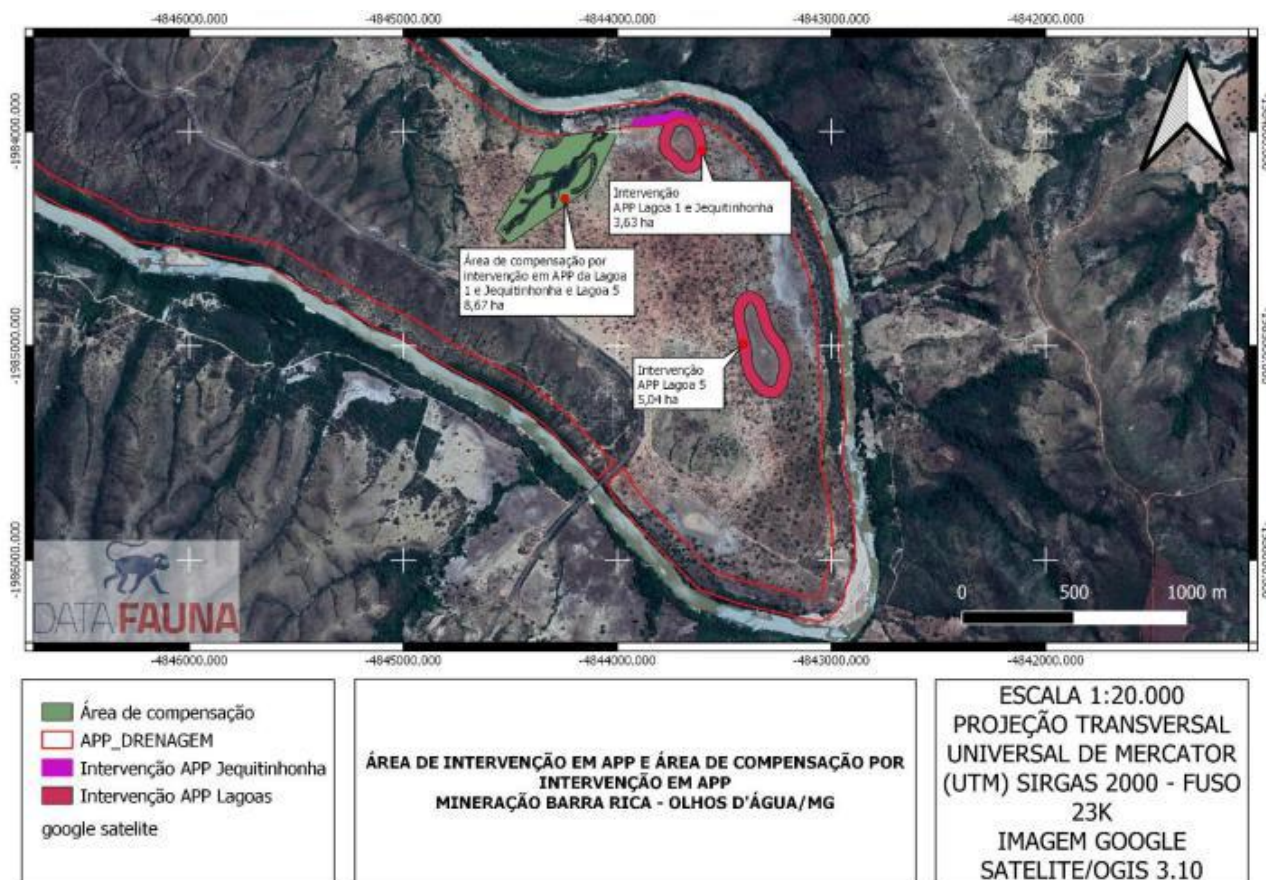 -4846000.000 -4845000.000 -4844000.000 -4843000.000 -4842000.000
-1984000.000
-1985000.000
-1986000.000
Intervenção
APP Lagoa 1 e Jequitinhonha
3,63 ha
Área de compensação por
intervenção em APP da Lagoa
1 e Jequitinhonha e Lagoa 5
8,67 ha
Intervenção
APP Lagoa 5
5,04 ha
0 500 1000 m
DATA FAUNA
-4846000.000 -4845000.000 -4844000.000 -4843000.000 -4842000.000
Área de compensação
APP_DRENAGEM
Intervenção APP Jequitinhonha
Intervenção APP Lagoas
google satelite
ÁREA DE INTERVENÇÃO EM APP E ÁREA DE COMPENSAÇÃO POR
INTERVENÇÃO EM APP
MINERAÇÃO BARRA RICA - OLHOS D'ÁGUA/MG
ESCALA 1:20.000
PROJEÇÃO TRANSVERSAL
UNIVERSAL DE MERCATOR
(UTM) SIRGAS 2000 - FUSO
23K
IMAGEM GOOGLE
SATELITE/QGIS 3.10